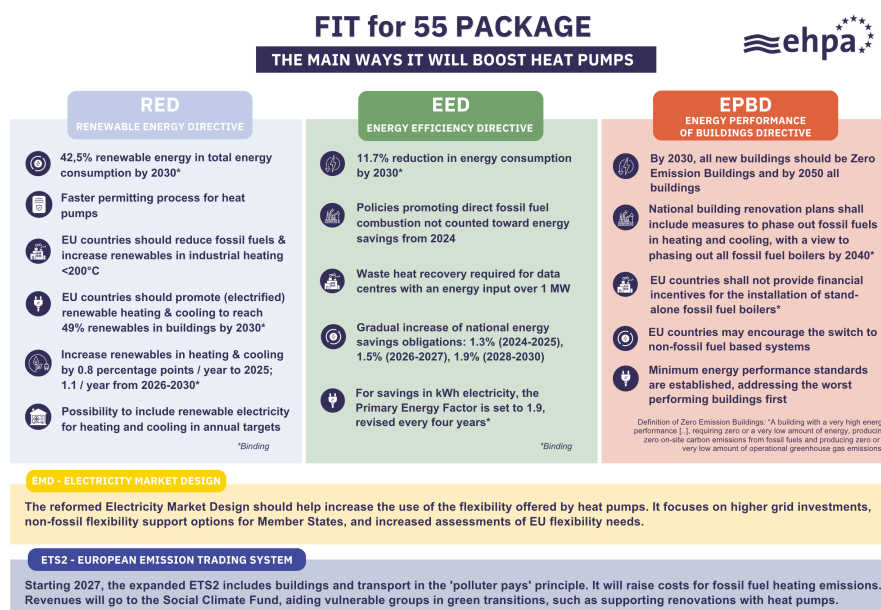 FIT for 55 PACKAGE
THE MAIN WAYS IT WILL BOOST HEAT PUMPS
ehpa
RED
RENEWABLE ENERGY DIRECTIVE
42,5% renewable energy in total energy
consumption by 2030*
Faster permitting process for heat
pumps
EU countries should reduce fossil fuels &
increase renewables in industrial heating
<200°C
EU countries should promote (electrified)
renewable heating & cooling to reach
49% renewables in buildings by 2030*
Increase renewables in heating & cooling
by 0.8 percentage points / year to 2025;
1.1 / year from 2026-2030*
Possibility to include renewable electricity
for heating and cooling in annual targets
*Binding
EED
ENERGY EFFICIENCY DIRECTIVE
11.7% reduction in energy consumption
by 2030*
Policies promoting direct fossil fuel
combustion not counted toward energy
savings from 2024
Waste heat recovery required for data
centres with an energy input over 1 MW
Gradual increase of national energy
savings obligations: 1.3% (2024-2025),
1.5% (2026-2027), 1.9% (2028-2030)
For savings in kWh electricity, the
Primary Energy Factor is set to 1.9,
revised every four years*
*Binding
EPBD
ENERGY PERFORMANCE
OF BUILDINGS DIRECTIVE
By 2030, all new buildings should be Zero
Emission Buildings and by 2050 all
buildings
National building renovation plans shall
include measures to phase out fossil fuels
in heating and cooling, with a view to
phasing out all fossil fuel boilers by 2040*
EU countries shall not provide financial
incentives for the installation of stand-
alone fossil fuel boilers*
EU countries may encourage the switch to
non-fossil fuel based systems
Minimum energy performance standards
are established, addressing the worst
performing buildings first
Definition of Zero Emission Buildings: "A building with a very high
performance [..], requiring zero or a very low amount of energy,
zero on-site carbon emissions from fossil fuels and producing zero or
very low amount of operational greenhouse gas emissions
EMD - ELECTRICITY MARKET DESIGN
The reformed Electricity Market Design should help increase the use of the flexibility offered by heat pumps. It focuses on higher grid investments,
non-fossil flexibility support options for Member States, and increased assessments of EU flexibility needs.
ETS2 - EUROPEAN EMISSION TRADING SYSTEM
Starting 2027, the expanded ETS2 includes buildings and transport in the 'polluter pays' principle. It will raise costs for fossil fuel heating emissions.
Revenues will go to the Social Climate Fund, aiding vulnerable groups in green transitions, such as supporting renovations with heat pumps.